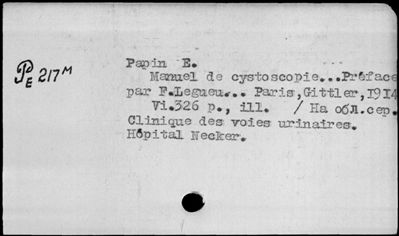 Papin E.
PE 217M
Manuel de cystoscopie...Préface
par F.Legueu... Paris,Gittler,1914
Vi.326 p., ill. / На обл.сер.
Clinique des voies urinaires.
Hôpital Necker.